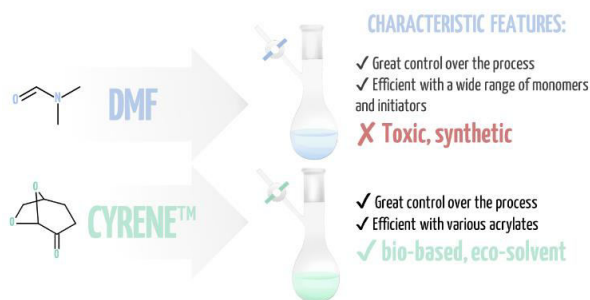 CHARACTERISTIC FEATURES:
✓ Great control over the process
✓ Efficient with a wide range of monomers
and initiators
✗ Toxic, synthetic
O
N
DMF
✓ Great control over the process
✓ Efficient with various acrylates
✓ bio-based, eco-solvent
O
O
O
CYRENE™